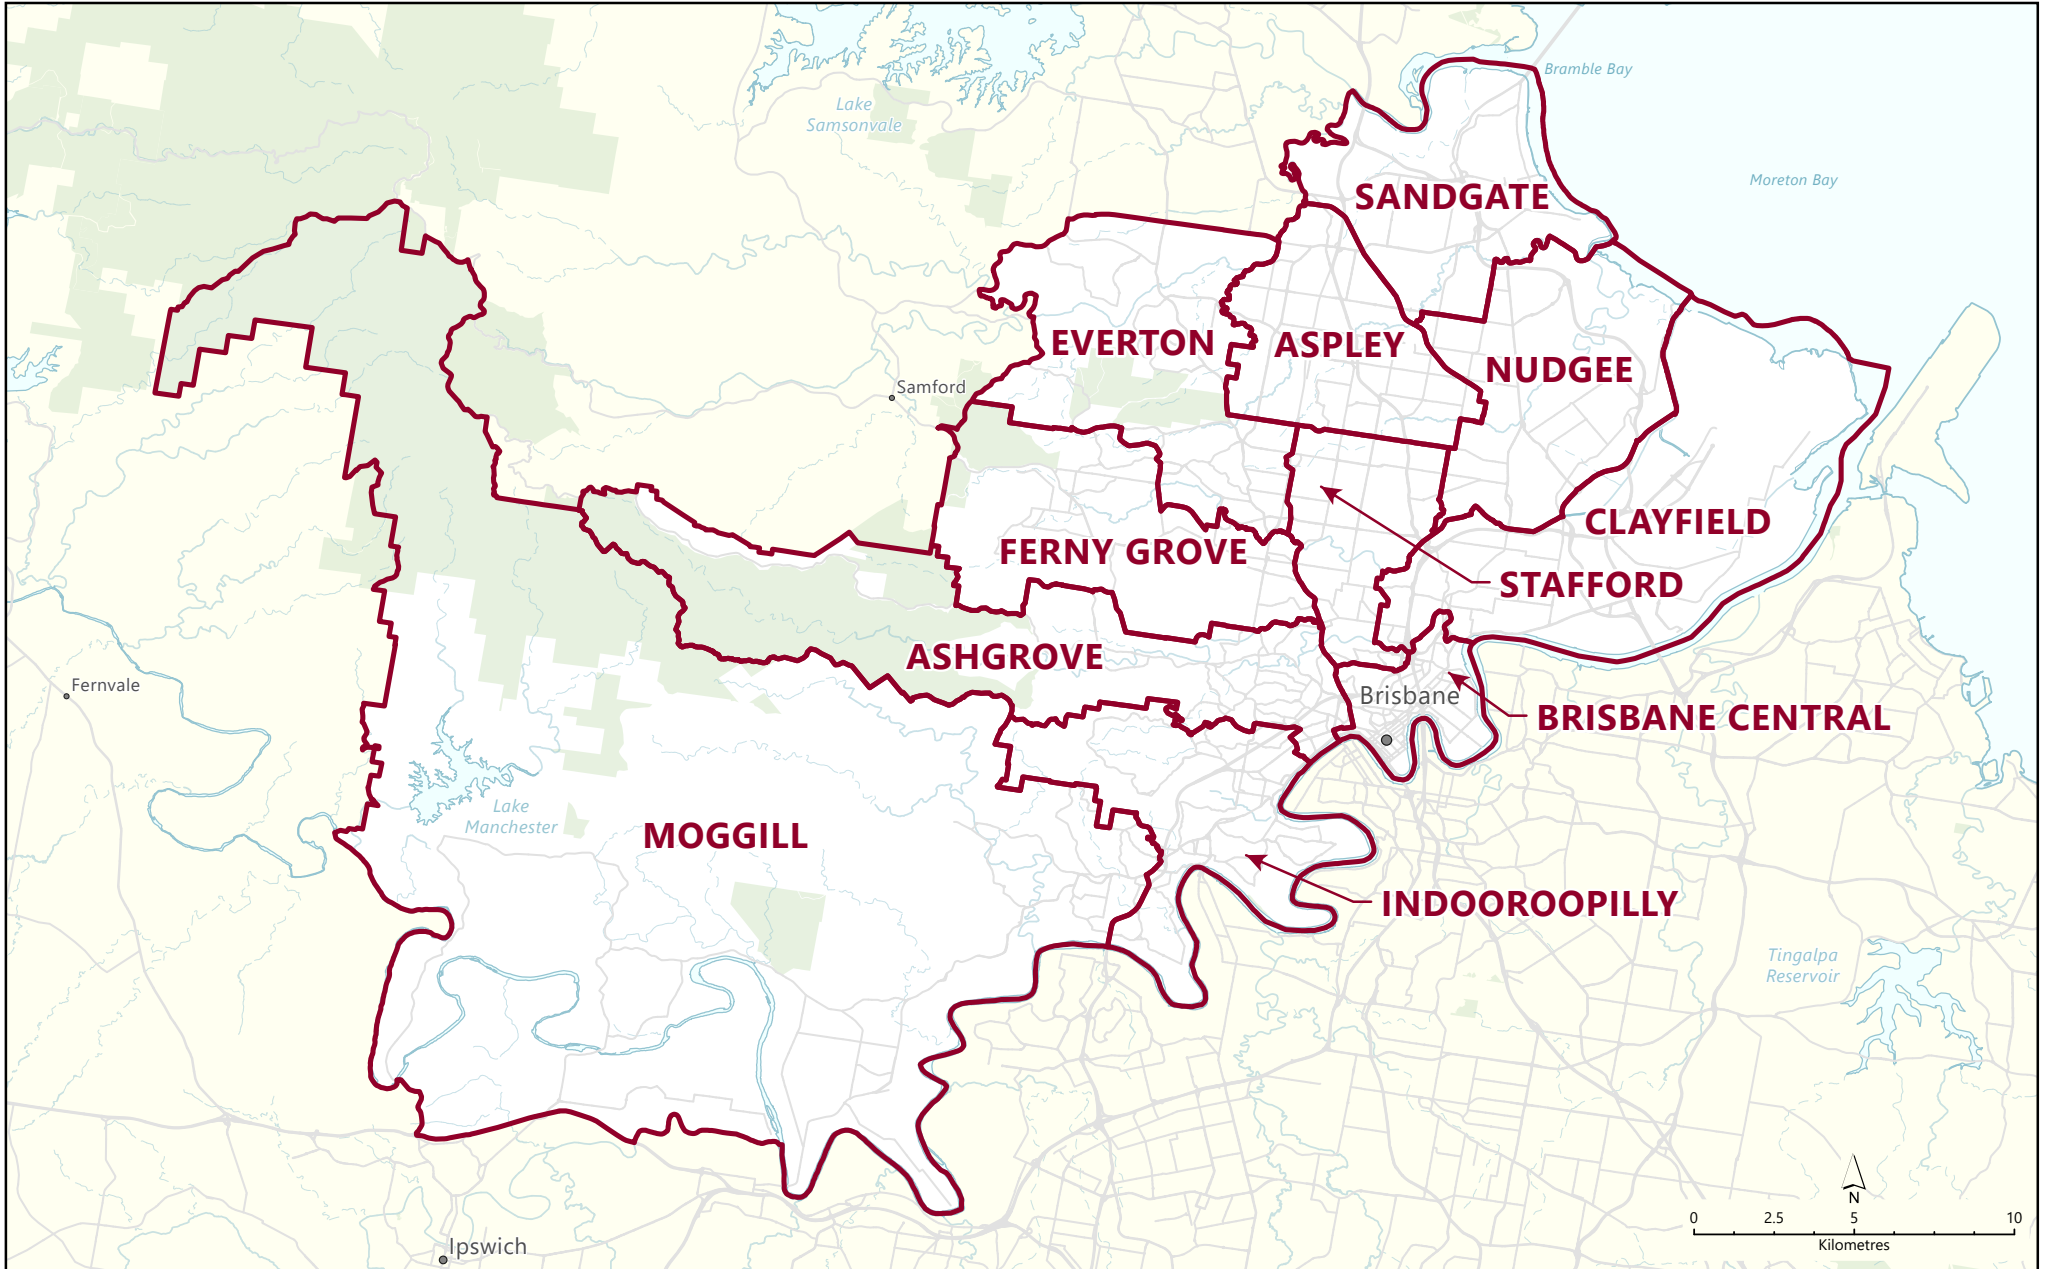 Bramble Bay
Lake
Samsonvale
Moreton Bay
SANDGATE
EVERTON
ASPLEY
NUDGEE
Samford
CLAYFIELD
FERNY GROVE
STAFFORD
ASHGROVE
Fernvale
Brisbane
BRISBANE CENTRAL
Lake
Manchester
MOGGILL
INDOOROOPILLY
Tingalpa
Reservoir
N
0 2.5 5 10
Kilometres
Ipswich